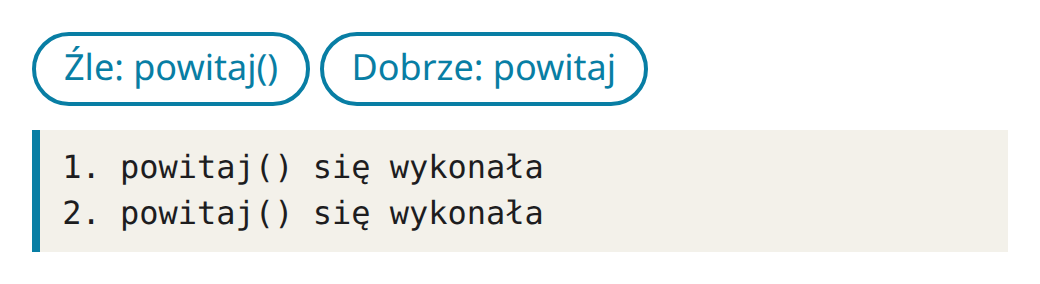 Źle: powitaj() Dobrze: powitaj
1. powitaj() się wykonała
2. powitaj() się wykonała